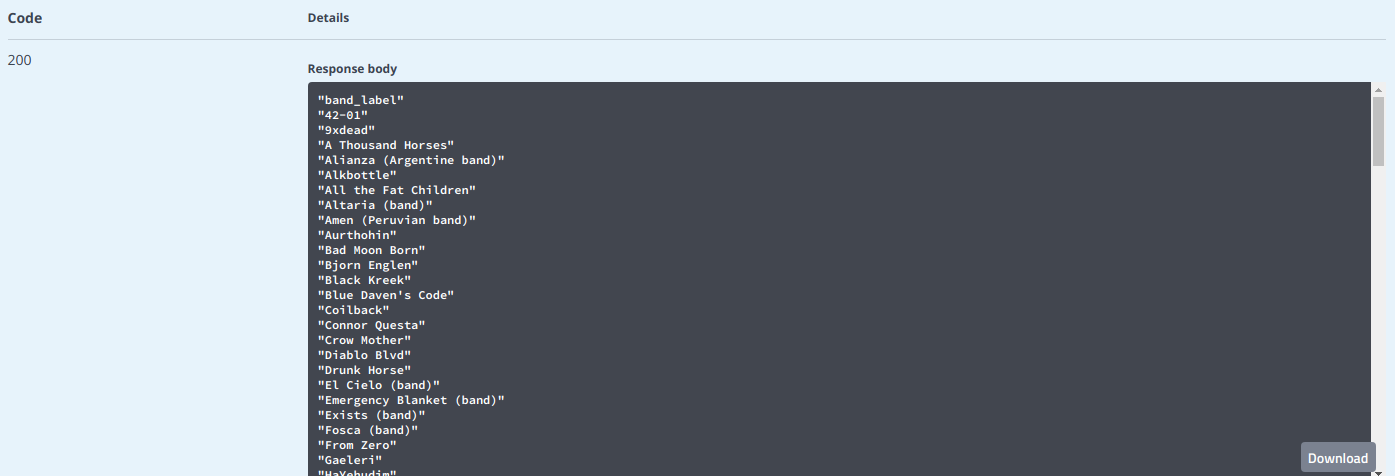 Code Details
200
Response body
"band_label"
"42-01"
"9xdead"
"A Thousand Horses"
"Alianza (Argentine band)"
"Alkbottle"
"All the Fat Children"
"Altaria (band)"
"Amen (Peruvian band)"
"Aurthohin"
"Bad Moon Born"
"Bjorn Englen"
"Black Kreek"
"Blue Daven's Code"
"Coilback"
"Connor Questa"
"Crow Mother"
"Diablo Blvd"
"Drunk Horse"
"El Cielo (band)"
"Emergency Blanket (band)"
"Exists (band)"
"Fosca (band)"
"From Zero"
"Gaeleri"
"HaYehudim"
Download